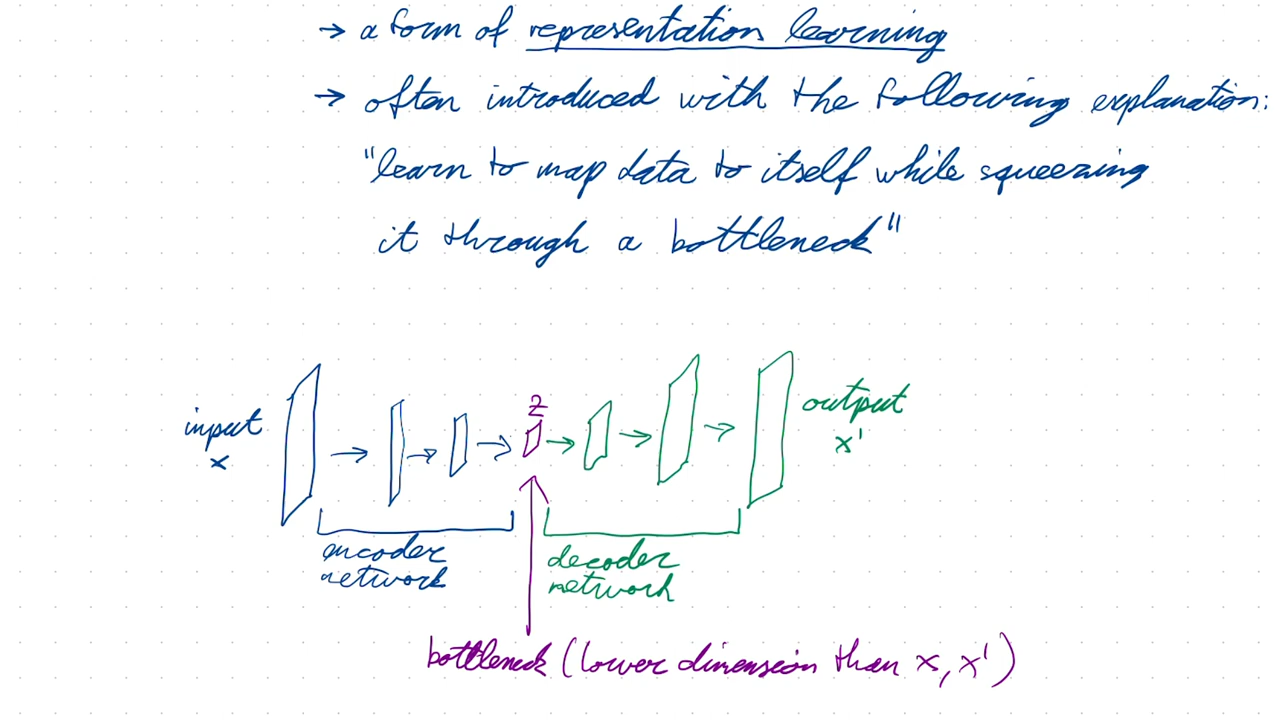 → a form of representation learning
→ often introduced with the following explanation:
"learn to map data to itself while squeezing
it through a bottleneck"
input
x
z
output
x'
encoder
network
decoder
network
bottleneck (lower dimension than x, x')